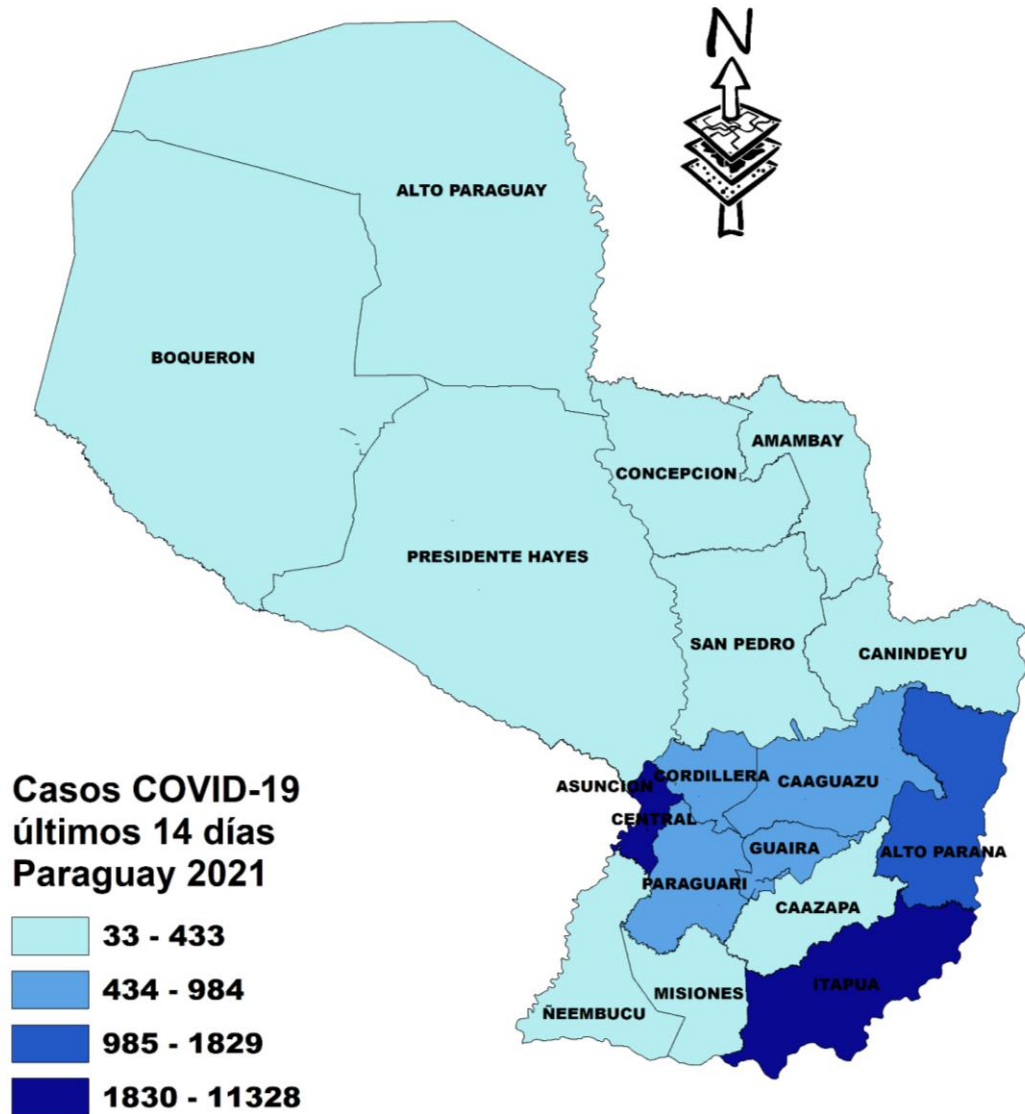 N
ALTO PARAGUAY
BOQUERON
AMAMBAY
CONCEPCION
PRESIDENTE HAYES
SAN PEDRO
CANINDEYU
CORDILLERA
CAAGUAZU
ASUNCION
CENTRAL
GUAIRA
ALTO PARANA
PARAGUARI
CAAZAPA
ITAPUA
MISIONES
ÑEEMBUCU
Casos COVID-19
últimos 14 días
Paraguay 2021
33 - 433
434 - 984
985 - 1829
1830 - 11328